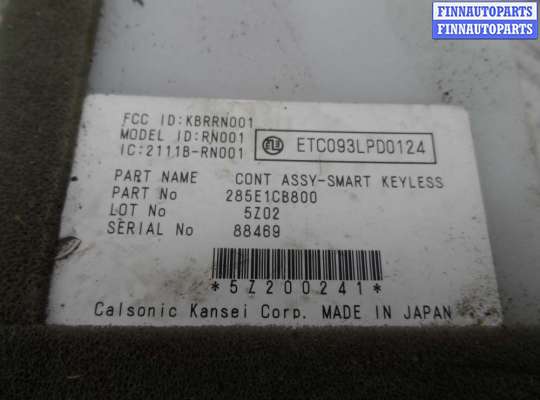 FINNAUTOPARTS
FINNAUTOPARTS
FINNAUTOPARTS
FCC ID:KBRRN001
MODEL ID:RN001
IC:2111B-RN001
ETC093LPD0124
PART NAME CONT ASSY-SMART KEYLESS
PART No 285E1CB800
LOT No 5Z02
SERIAL No 88469
*5Z200241*
Calsonic Kansei Corp. MADE IN JAPAN